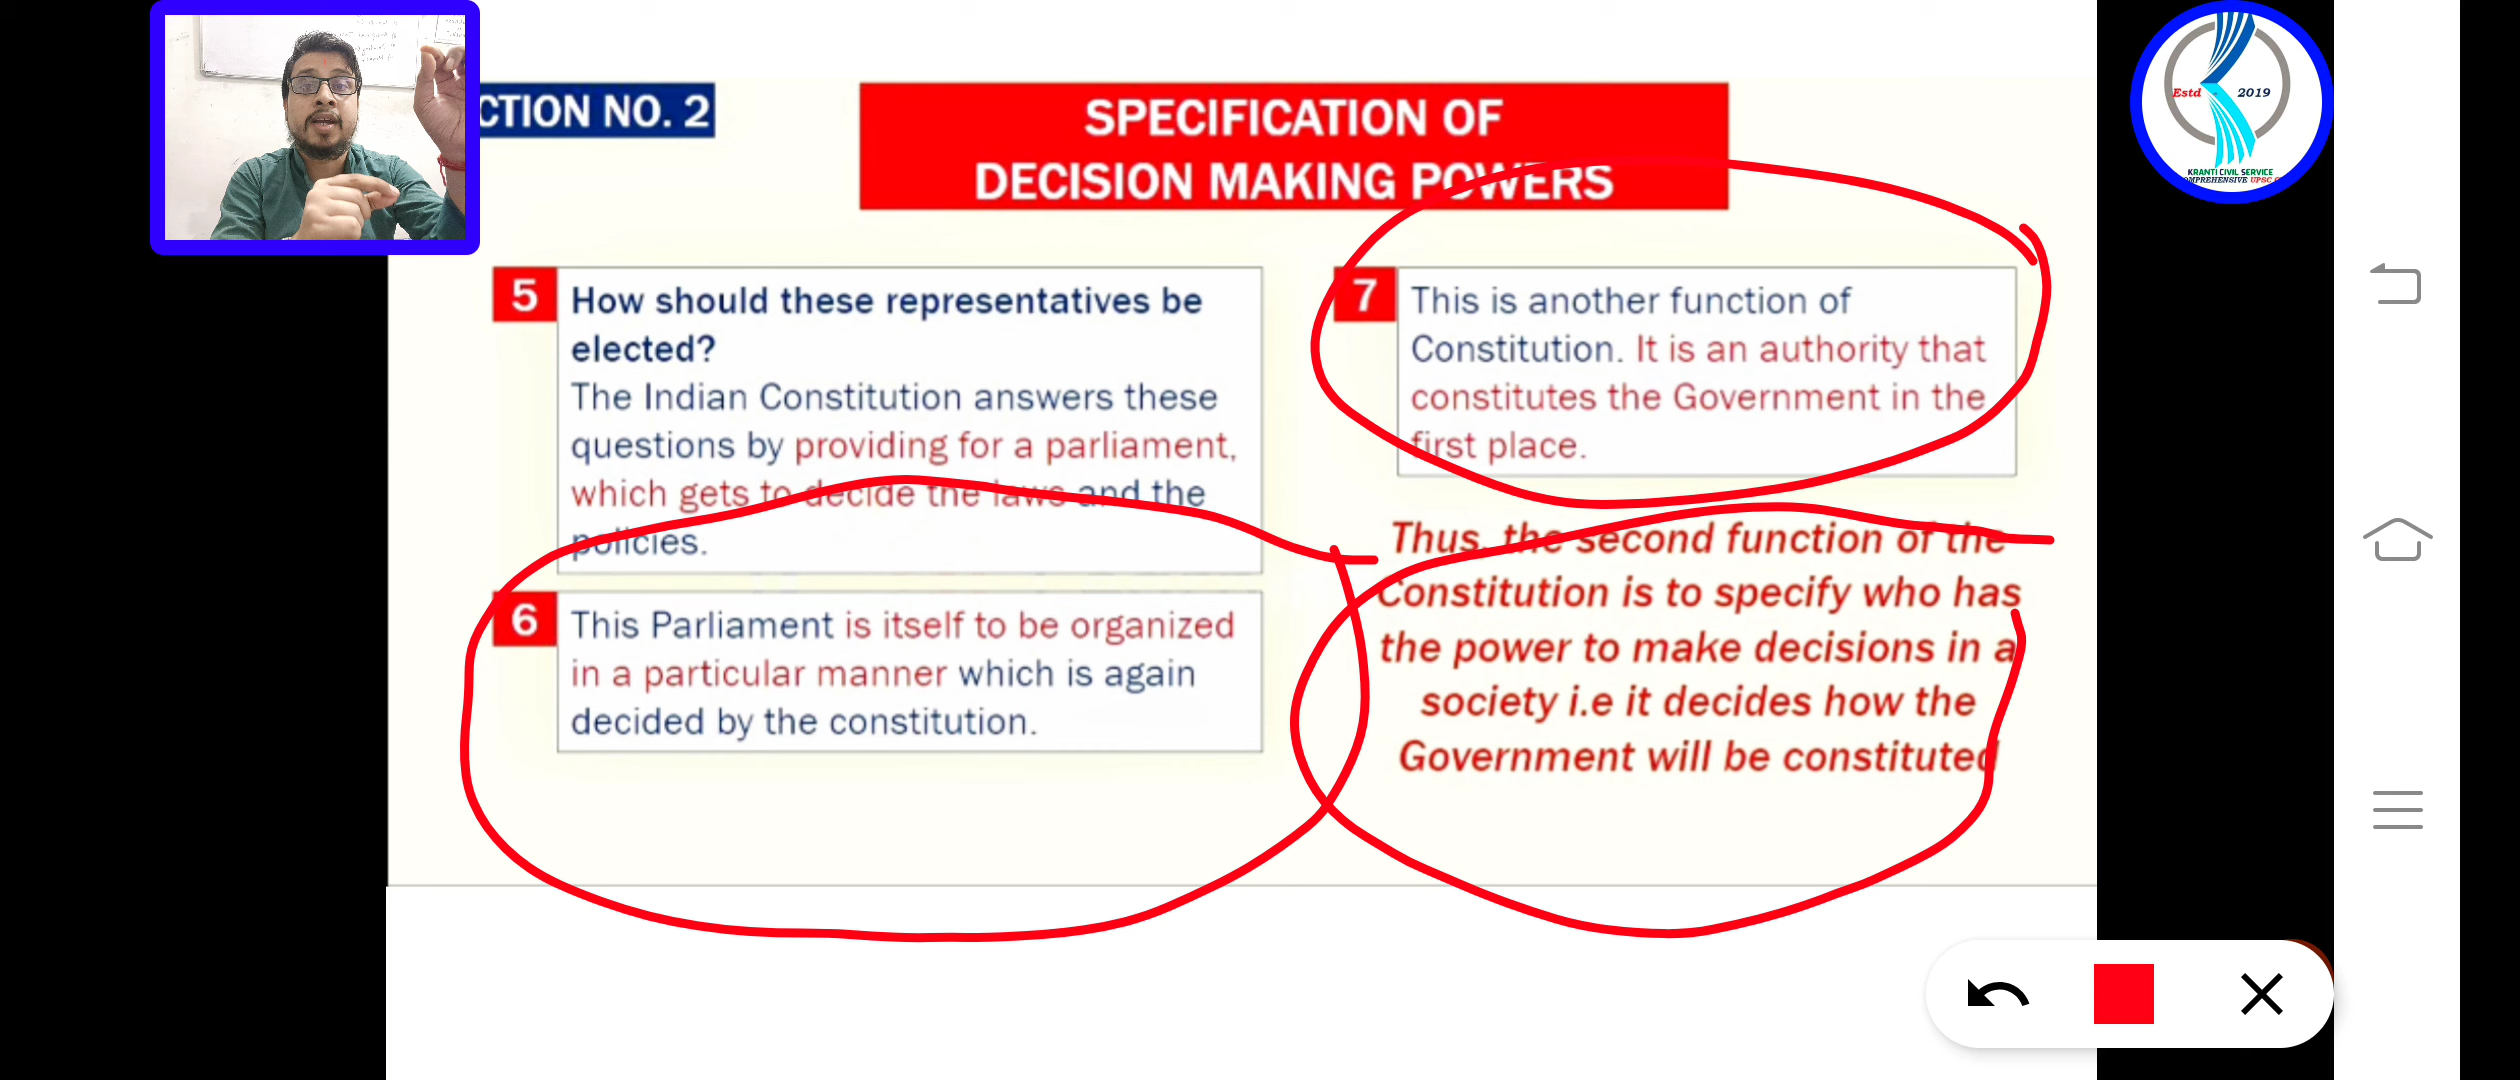 CTION NO. 2
SPECIFICATION OF
DECISION MAKING POWERS
5
How should these representatives be
elected?
The Indian Constitution answers these
questions by providing for a parliament,
which gets to decide the laws and the
policies.
6
This Parliament is itself to be organized
in a particular manner which is again
decided by the constitution.
7
This is another function of
Constitution. It is an authority that
constitutes the Government in the
first place.
Thus, the second function of the
Constitution is to specify who has
the power to make decisions in a
society i.e it decides how the
Government will be constituted
Estd - 2019
KRANTI CIVIL SERVICE
OMPREHENSIVE UPSC C